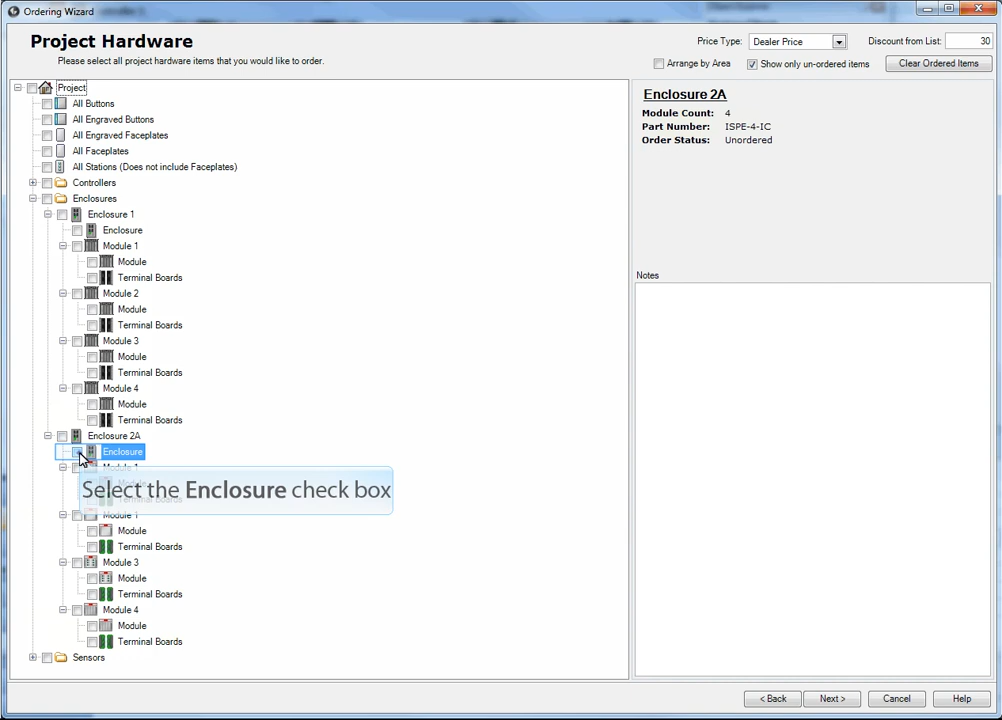 Ordering Wizard
Project Hardware
Please select all project hardware items that you would like to order.
Price Type: Dealer Price
Discount from List: 30
Arrange by Area
Show only un-ordered items
Clear Ordered Items
Project
All Buttons
All Engraved Buttons
All Engraved Faceplates
All Faceplates
All Stations (Does not include Faceplates)
Controllers
Enclosures
Enclosure 1
Enclosure
Module 1
Module
Terminal Boards
Module 2
Module
Terminal Boards
Module 3
Module
Terminal Boards
Module 4
Module
Terminal Boards
Enclosure 2A
Enclosure
Module 1
Select the Enclosure check box
Module 1
Module
Terminal Boards
Module 3
Module
Terminal Boards
Module 4
Module
Terminal Boards
Sensors
Enclosure 2A
Module Count: 4
Part Number: ISPE-4-IC
Order Status: Unordered
Notes
< Back
Next >
Cancel
Help